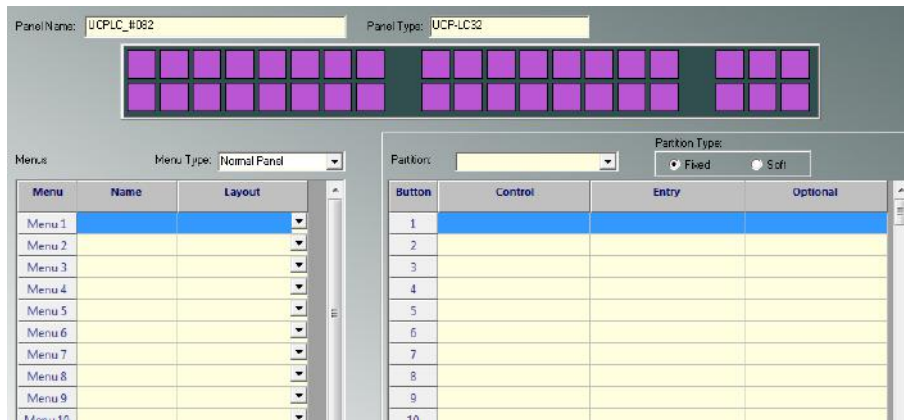 Panel Name: UCPLC_#082 Panel Type: UCP-LC32
Partition Type:
Menus Menu Type: Normal Panel Partition: Fixed Soft
Menu Name Layout Button Control Entry Optional
Menu 1 1
Menu 2 2
Menu 3 3
Menu 4 4
Menu 5 5
Menu 6 6
Menu 7 7
Menu 8 8
Menu 9 9
Menu 10 10